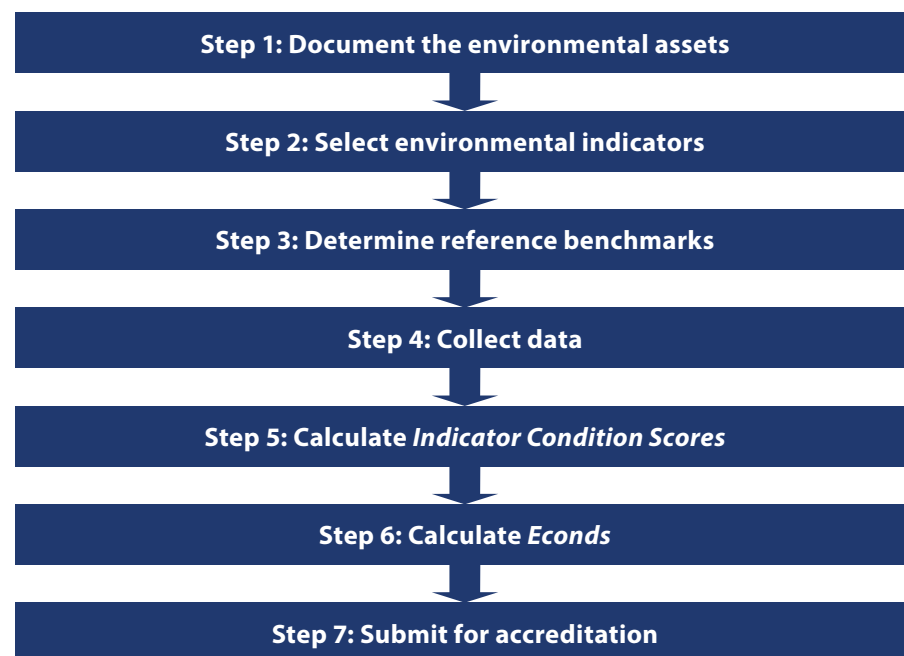 Step 1: Document the environmental assets
Step 2: Select environmental indicators
Step 3: Determine reference benchmarks
Step 4: Collect data
Step 5: Calculate Indicator Condition Scores
Step 6: Calculate Econds
Step 7: Submit for accreditation